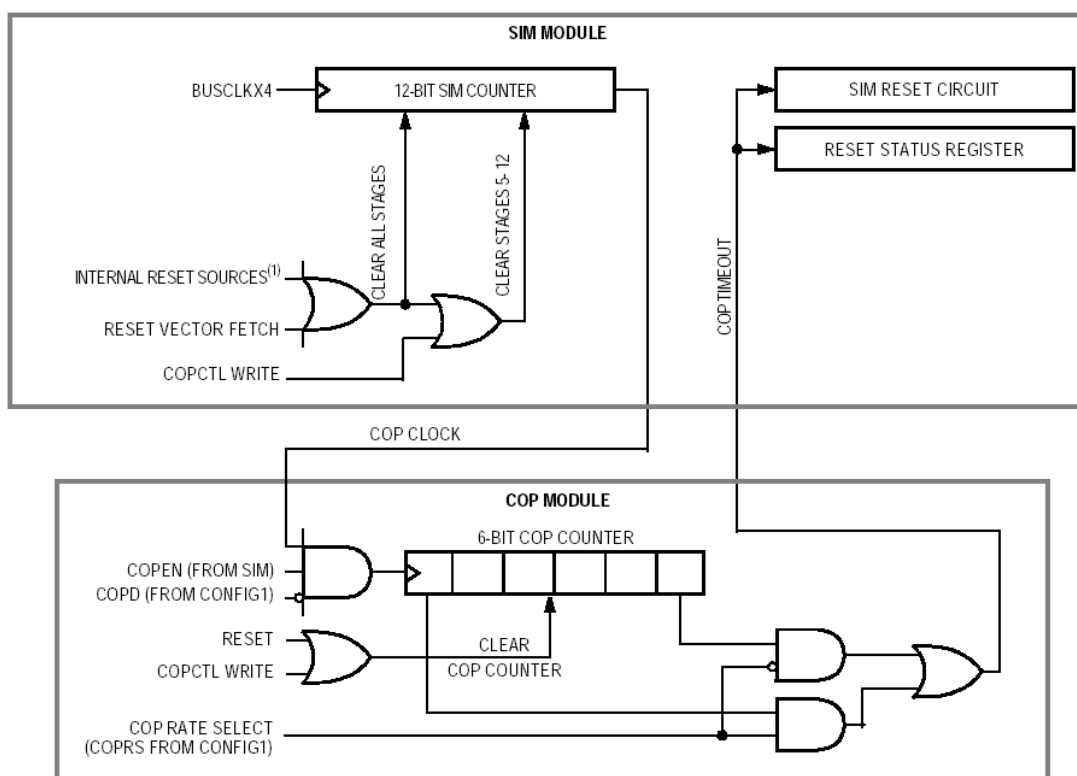 SIM MODULE
BUSCLKX4
12-BIT SIM COUNTER
SIM RESET CIRCUIT
RESET STATUS REGISTER
CLEAR ALL STAGES
CLEAR STAGES 5-12
COPTIMEOUT
INTERNAL RESET SOURCES(1)
RESET VECTOR FETCH
COPCTL WRITE
COP CLOCK
COP MODULE
6-BIT COP COUNTER
COPEN (FROM SIM)
COPD (FROM CONFIG1)
RESET
CLEAR
COP COUNTER
COPCTL WRITE
COP RATE SELECT
(COPRS FROM CONFIG1)